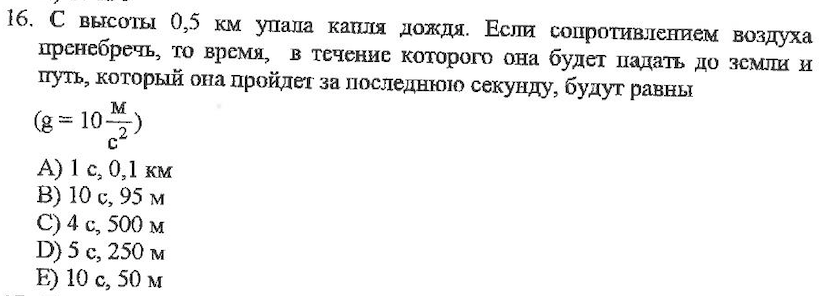 16. С высоты 0,5 км упала капля дождя. Если сопротивлением воздуха
пренебречь, то время, в течение которого она будет падать до земли и
путь, который она пройдет за последнюю секунду, будут равны
(g = 10 м/с²)
A) 1 с, 0,1 км
B) 10 с, 95 м
C) 4 с, 500 м
D) 5 с, 250 м
E) 10 с, 50 м